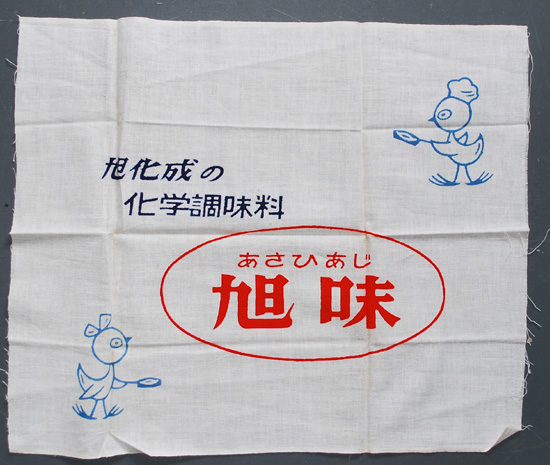 旭化成の
化学調味料
あさひあじ
旭味